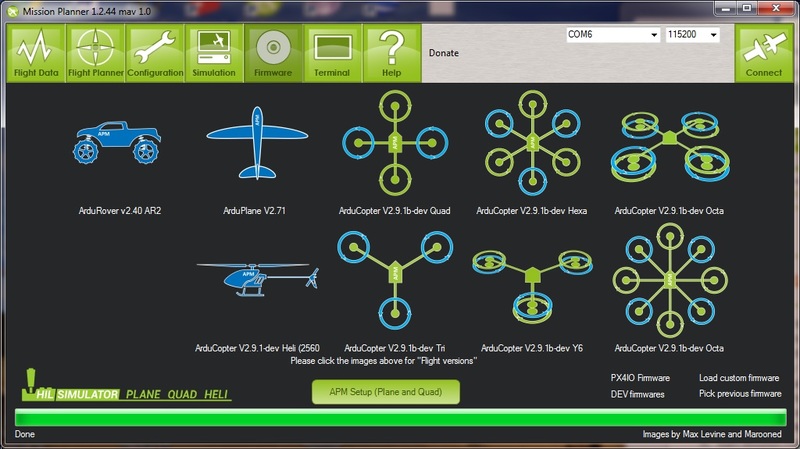 Mission Planner 1.2.44 mav 1.0
COM6
115200
Donate
Flight Data
Flight Planner
Configuration
Simulation
Firmware
Terminal
Help
Connect
APM
APM
APM
APM
ArduRover v2.40 AR2
ArduPlane V2.71
ArduCopter V2.9.1b-dev Quad
ArduCopter V2.9.1b-dev Hexa
ArduCopter V2.9.1b-dev Octa
APM
APM
APM
ArduCopter V2.9.1-dev Heli (2560
ArduCopter V2.9.1b-dev Tri
ArduCopter V2.9.1b-dev Y6
ArduCopter V2.9.1b-dev Octa
Please click the images above for "Flight versions"
PX4IO Firmware
Load custom firmware
HIL SIMULATOR PLANE QUAD HELI
APM Setup (Plane and Quad)
DEV firmwares
Pick previous firmware
Done
Images by Max Levine and Marooned